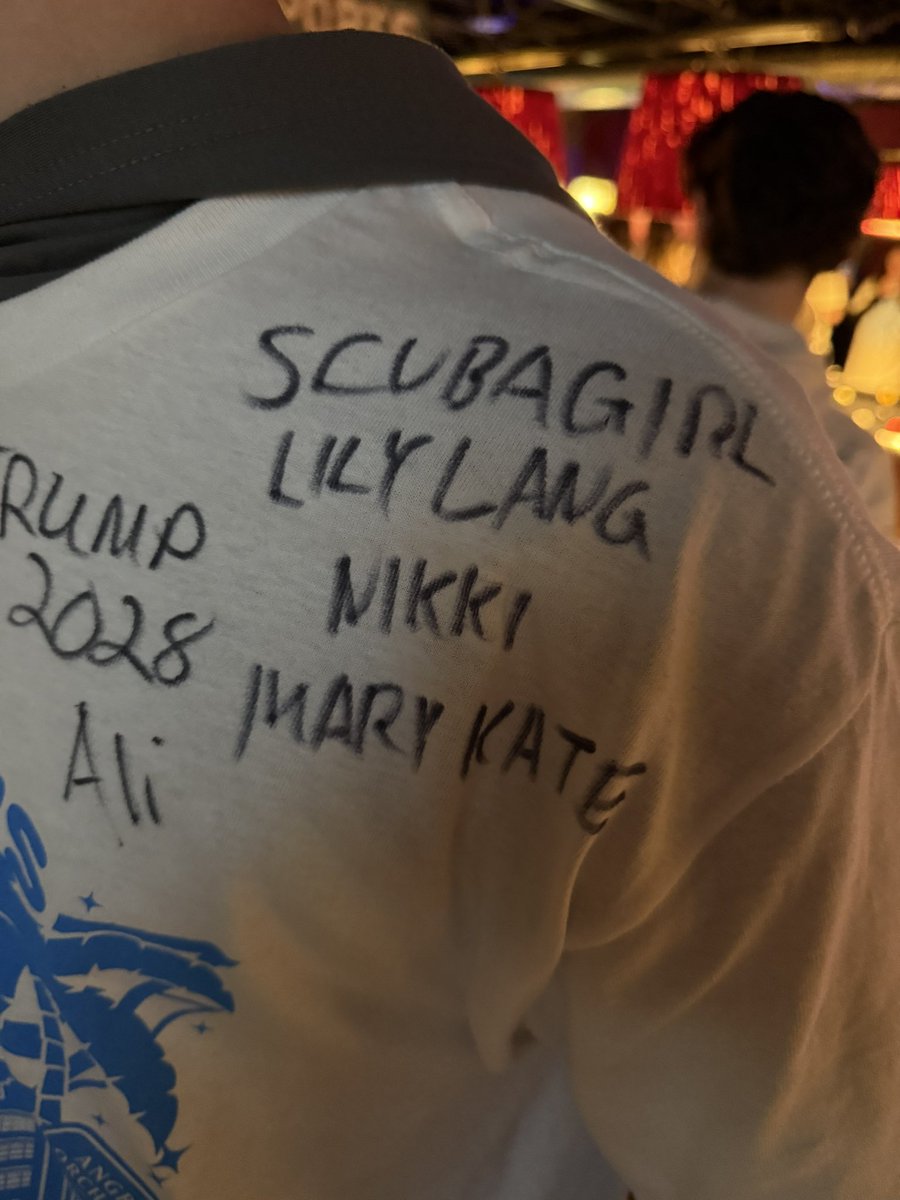 SCUBAGIRL
LILY LANG
NIKKI
MARY KATE
TRUMP
2028
Ali